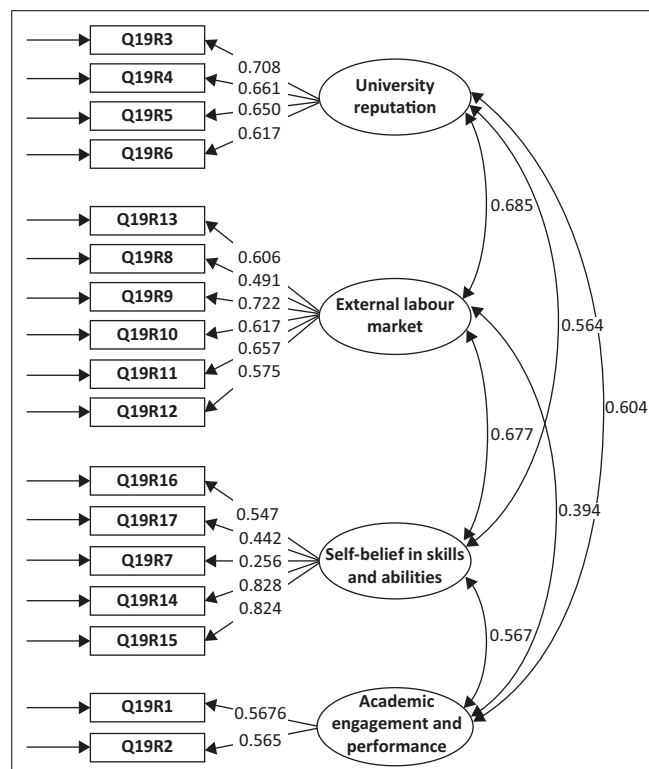 Q19R3
Q19R4
Q19R5
Q19R6
0.708
0.661
0.650
0.617
University
reputation
Q19R13
Q19R8
Q19R9
Q19R10
Q19R11
Q19R12
0.606
0.491
0.722
0.617
0.657
0.575
External labour
market
Q19R16
Q19R17
Q19R7
Q19R14
Q19R15
0.547
0.442
0.256
0.828
0.824
Self-belief in skills
and abilities
Q19R1
Q19R2
0.5676
0.565
Academic
engagement and
performance
0.685
0.564
0.604
0.677
0.394
0.567